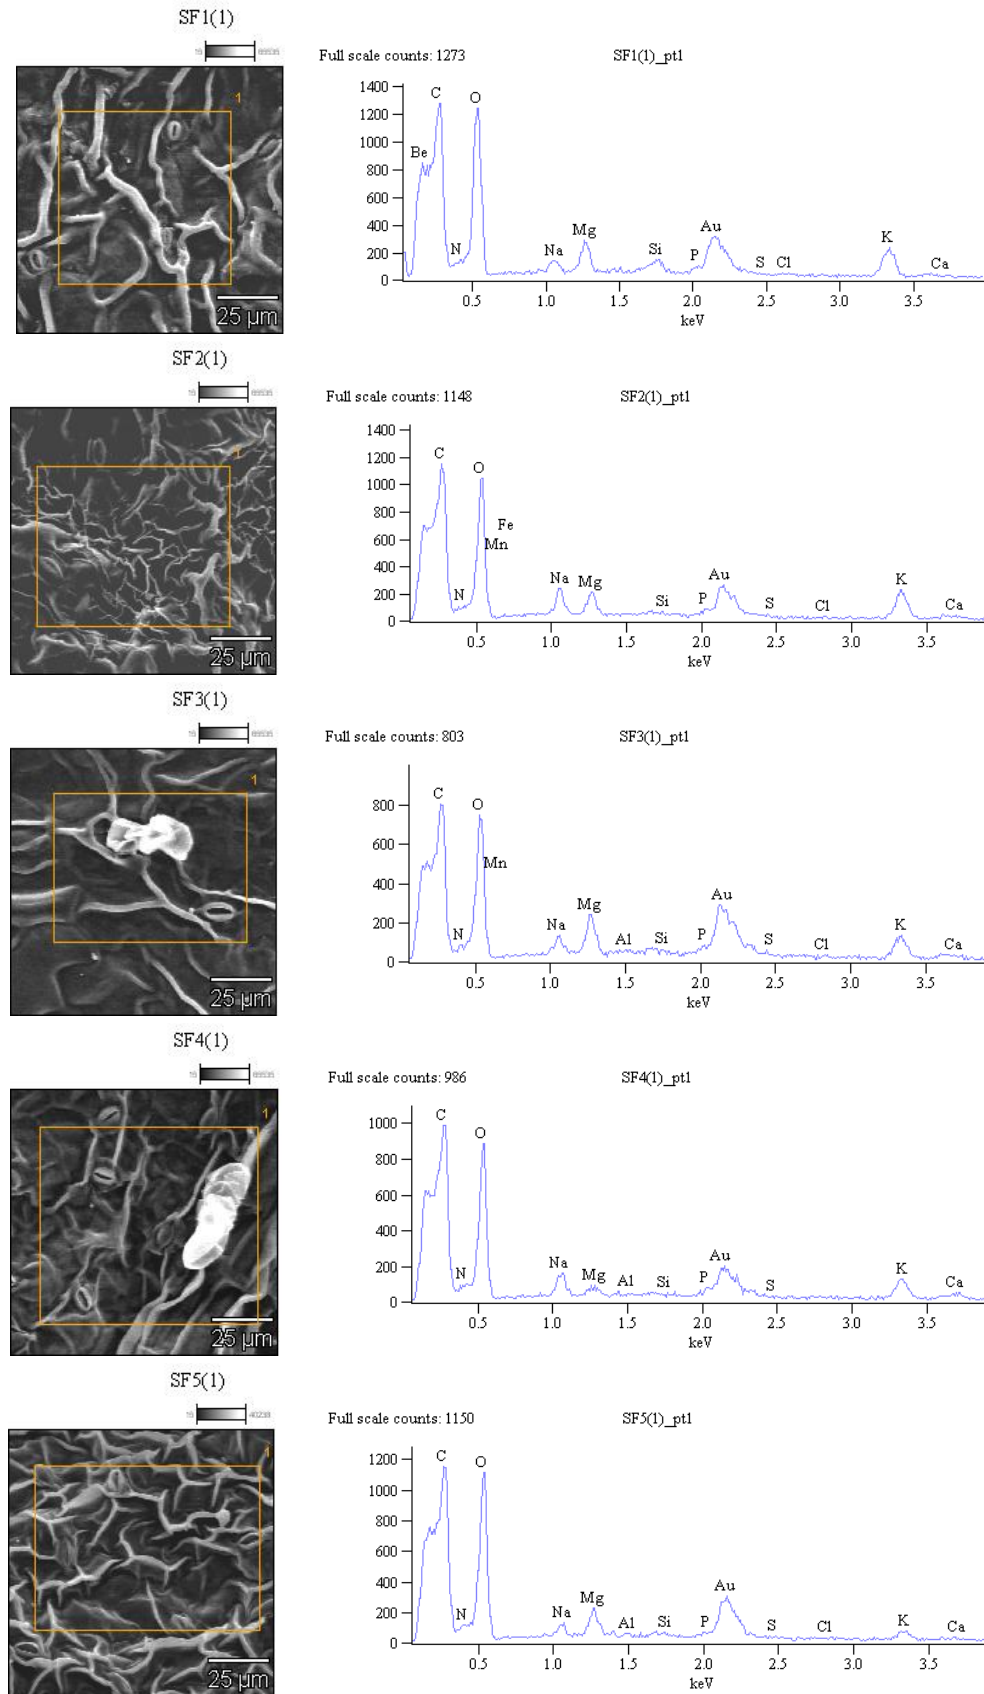 SF1(1)
15 65535
Full scale counts: 1273 SF1(1)_pt1
1
25 µm
1400
1200
1000
800
600
400
200
0
Be C N O Na Mg Si P Au S Cl K Ca
0.5 1.0 1.5 2.0 2.5 3.0 3.5
keV
SF2(1)
15 65535
Full scale counts: 1148 SF2(1)_pt1
1
25 µm
1400
1200
1000
800
600
400
200
0
C N O Mn Fe Na Mg Si P Au S Cl K Ca
0.5 1.0 1.5 2.0 2.5 3.0 3.5
keV
SF3(1)
15 65535
Full scale counts: 803 SF3(1)_pt1
1
25 µm
800
600
400
200
0
C N O Mn Na Mg Al Si P Au S Cl K Ca
0.5 1.0 1.5 2.0 2.5 3.0 3.5
keV
SF4(1)
15 65535
Full scale counts: 986 SF4(1)_pt1
1
25 µm
1000
800
600
400
200
0
C N O Na Mg Al Si P Au S K Ca
0.5 1.0 1.5 2.0 2.5 3.0 3.5
keV
SF5(1)
15 40238
Full scale counts: 1150 SF5(1)_pt1
1
25 µm
1200
1000
800
600
400
200
0
C N O Na Mg Al Si P Au S Cl K Ca
0.5 1.0 1.5 2.0 2.5 3.0 3.5
keV